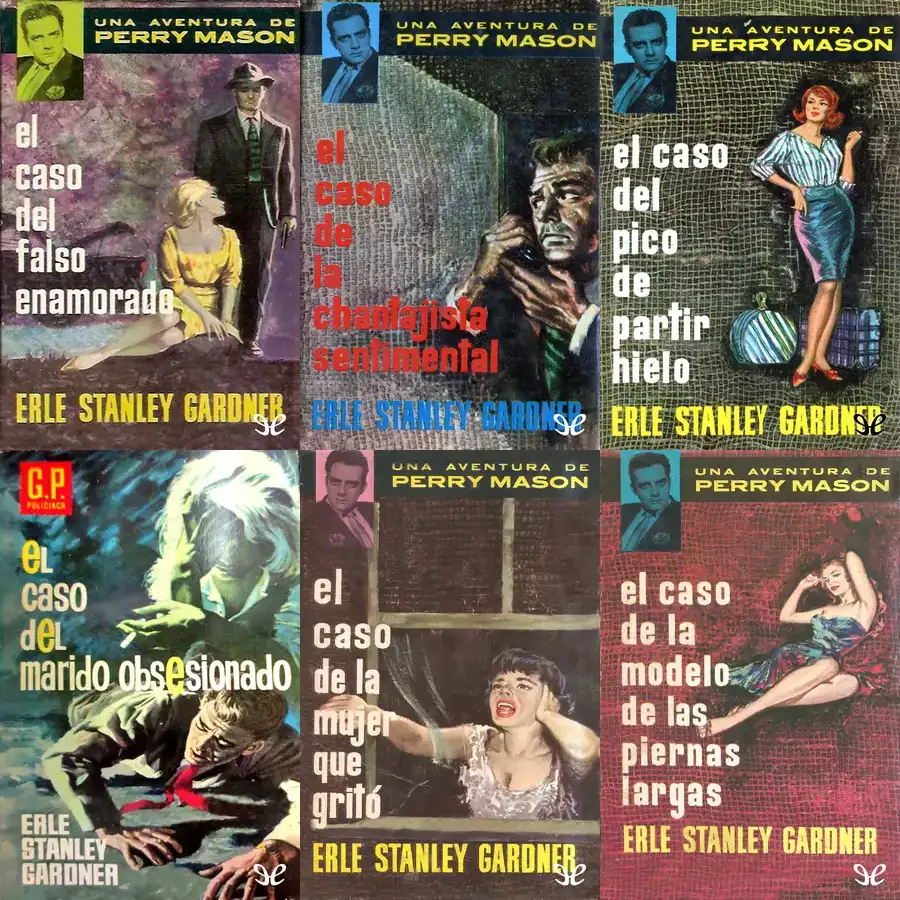 UNA AVENTURA DE
PERRY MASON
el
caso
del
falso
enamorado
ERLE STANLEY GARDNER
UNA AVENTURA DE
PERRY MASON
el
caso
de
la
chantajista
sentimental
ERLE STANLEY GARDNER
UNA AVENTURA DE
PERRY MASON
el caso
del
pico
de
partir
hielo
ERLE STANLEY GARDNER
G.P.
POLICIACA
eL
caso
deL
marido obsesionado
ERLE
STANLEY
GARDNER
UNA AVENTURA DE
PERRY MASON
el
caso
de la
mujer
que
gritó
ERLE STANLEY GARDNER
UNA AVENTURA DE
PERRY MASON
el caso
de la
modelo
de las
piernas
largas
ERLE STANLEY GARDNER